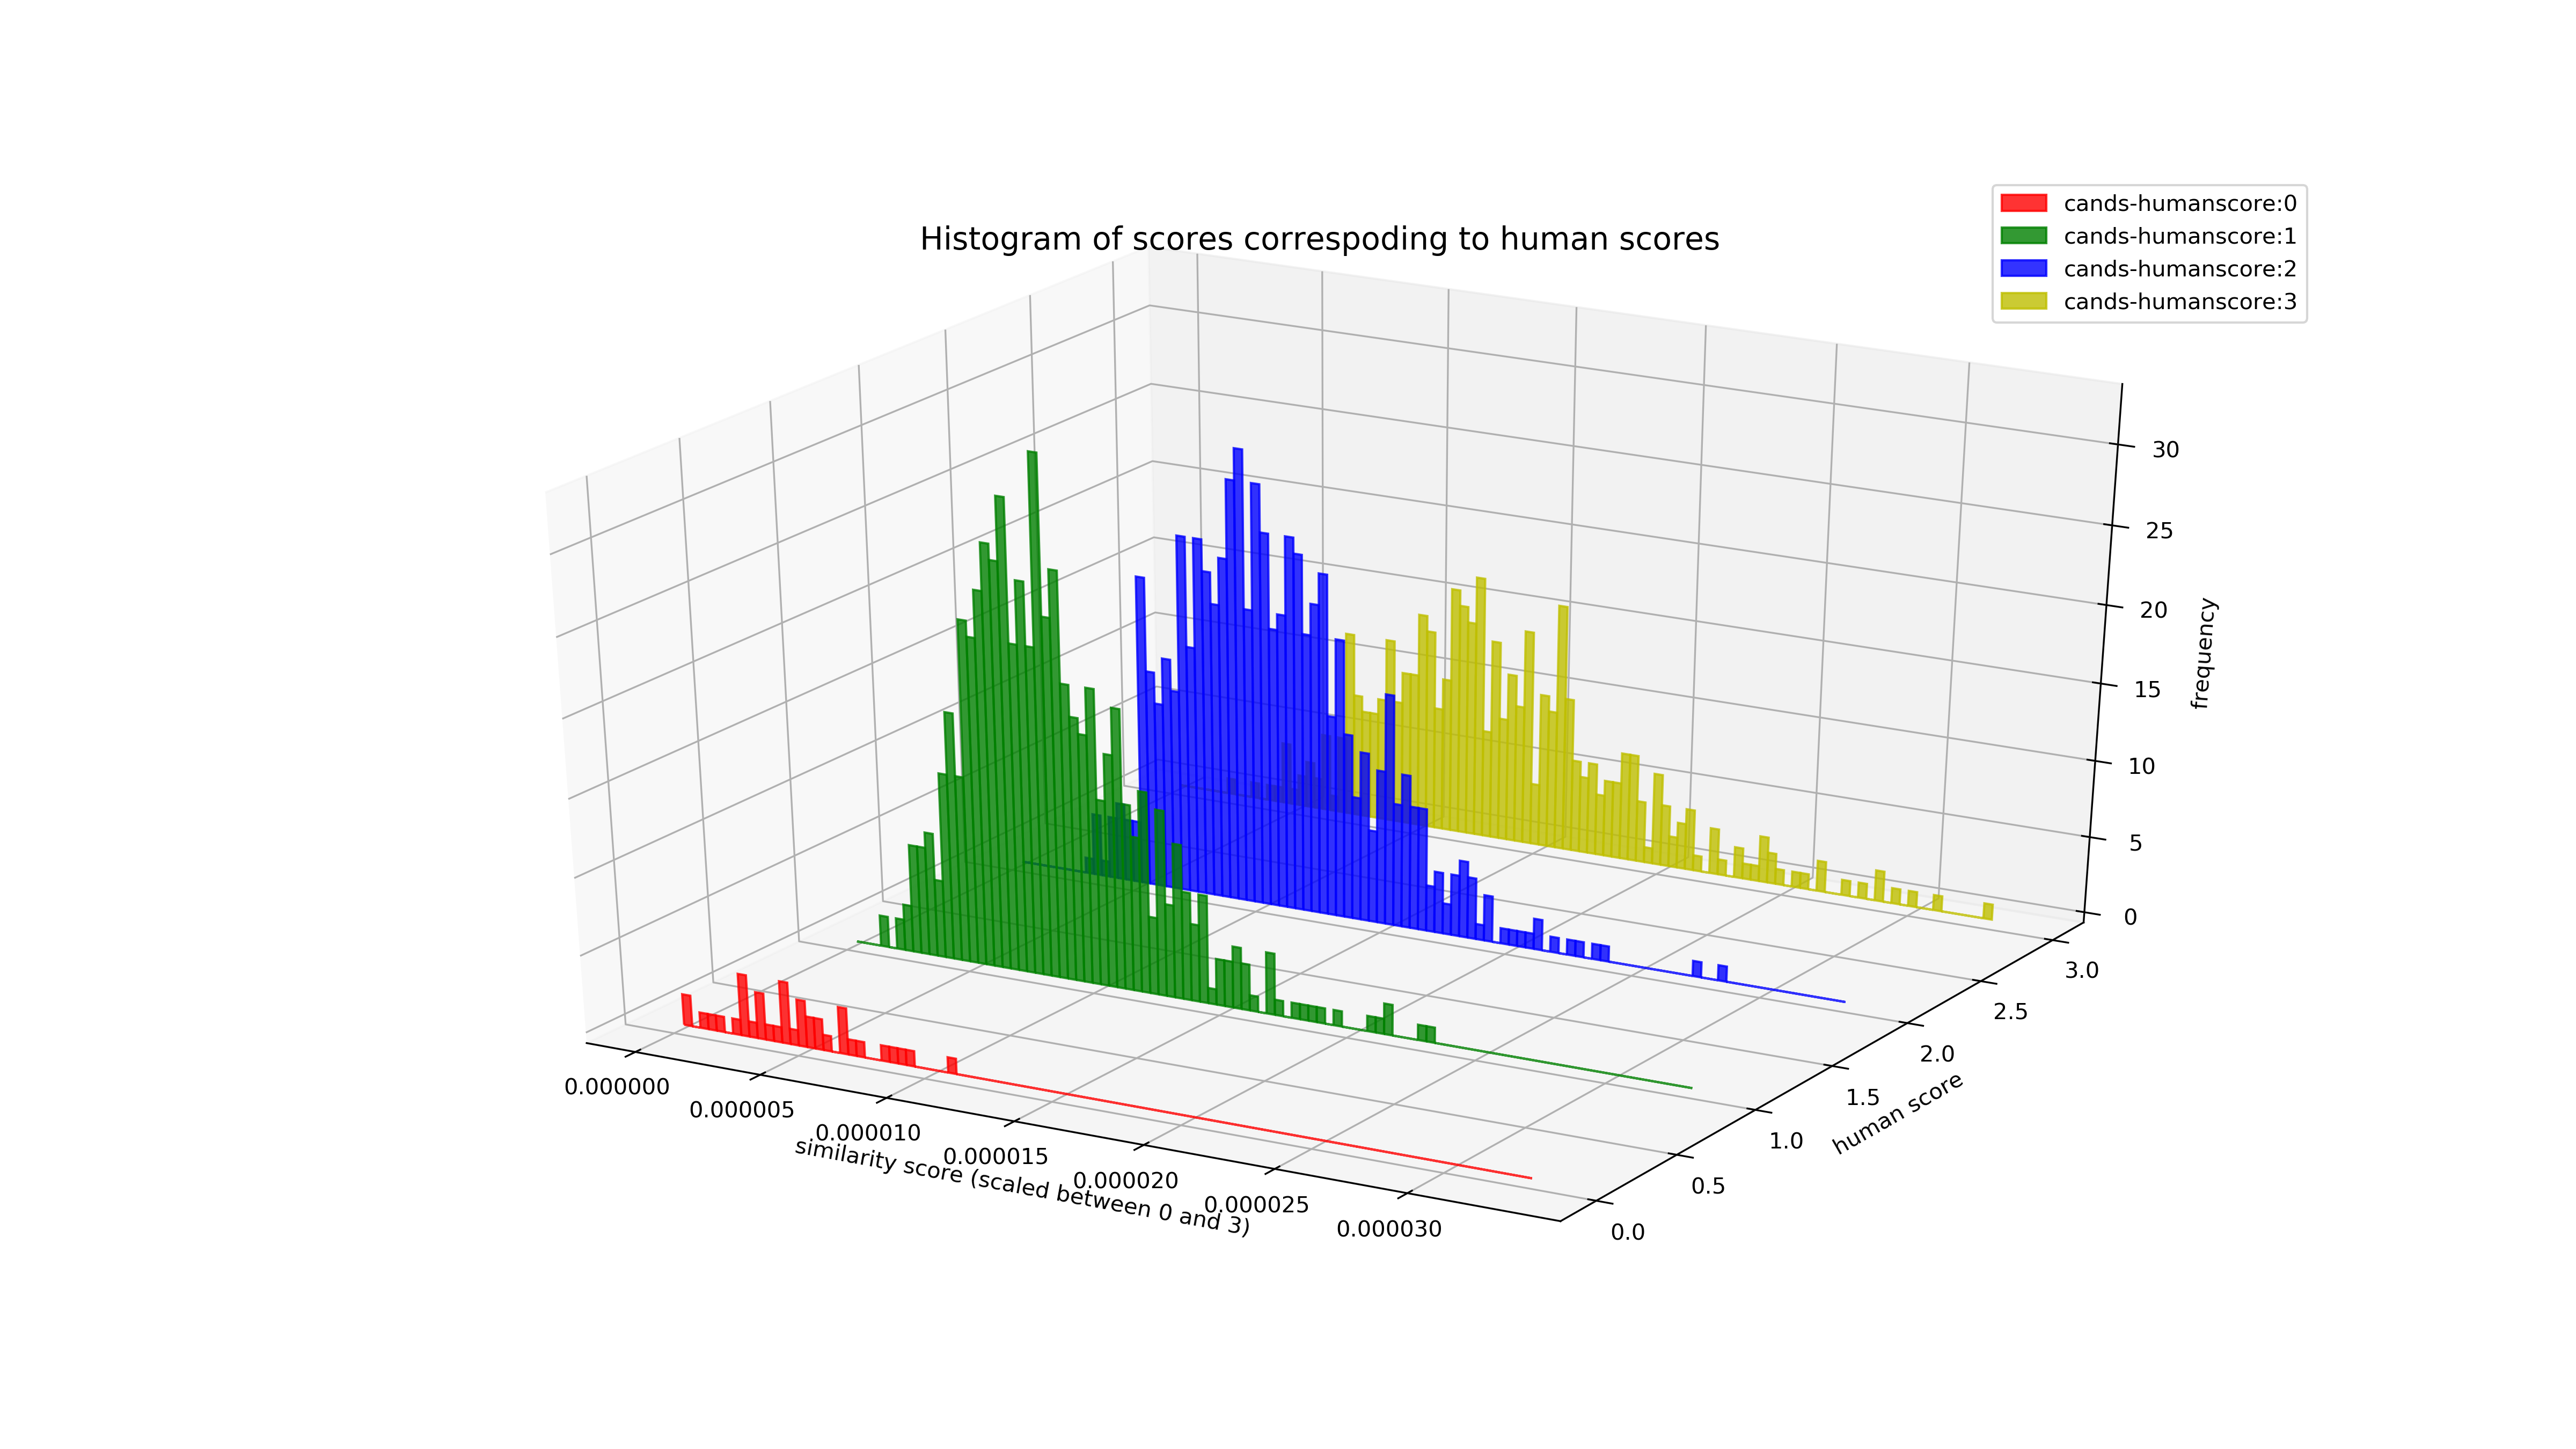 Histogram of scores correspoding to human scores
cands-humanscore:0
cands-humanscore:1
cands-humanscore:2
cands-humanscore:3
30
25
20
15
10
5
0
frequency
3.0
2.5
2.0
1.5
1.0
0.5
0.0
human score
0.000000
0.000005
0.000010
0.000015
0.000020
0.000025
0.000030
similarity score (scaled between 0 and 3)